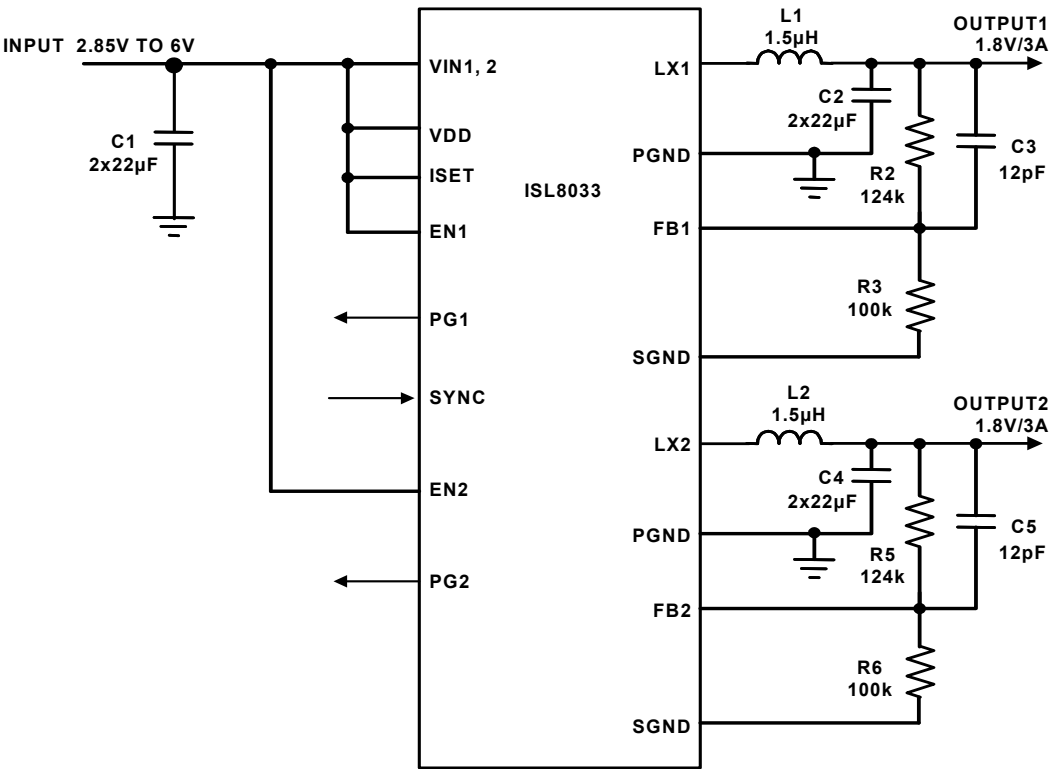 INPUT 2.85V TO 6V
C1
2x22µF
VIN1, 2
VDD
ISET
EN1
PG1
SYNC
EN2
PG2
ISL8033
LX1
PGND
FB1
SGND
LX2
PGND
FB2
SGND
L1
1.5µH
OUTPUT1
1.8V/3A
C2
2x22µF
R2
124k
C3
12pF
R3
100k
L2
1.5µH
OUTPUT2
1.8V/3A
C4
2x22µF
R5
124k
C5
12pF
R6
100k